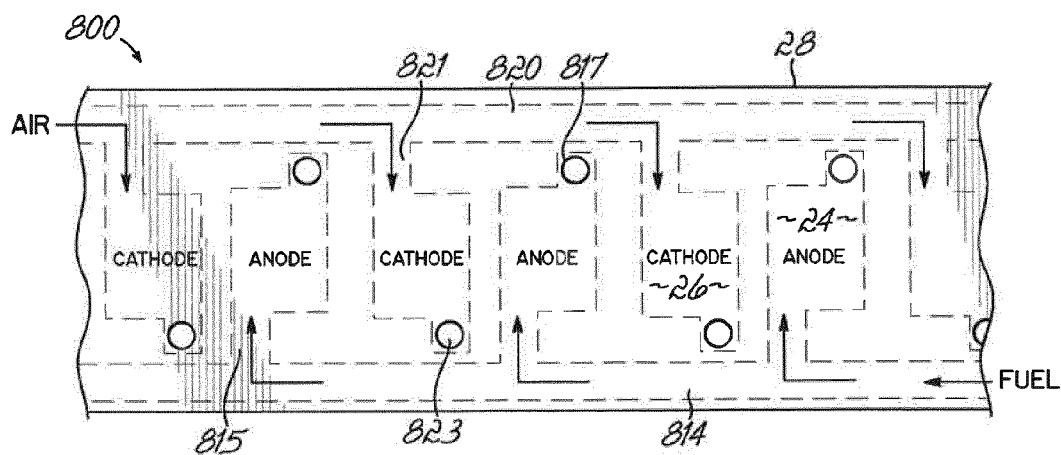 800
821
820
817
28
AIR
~24~
CATHODE
ANODE
CATHODE
ANODE
CATHODE
ANODE
~26~
FUEL
815
823
814